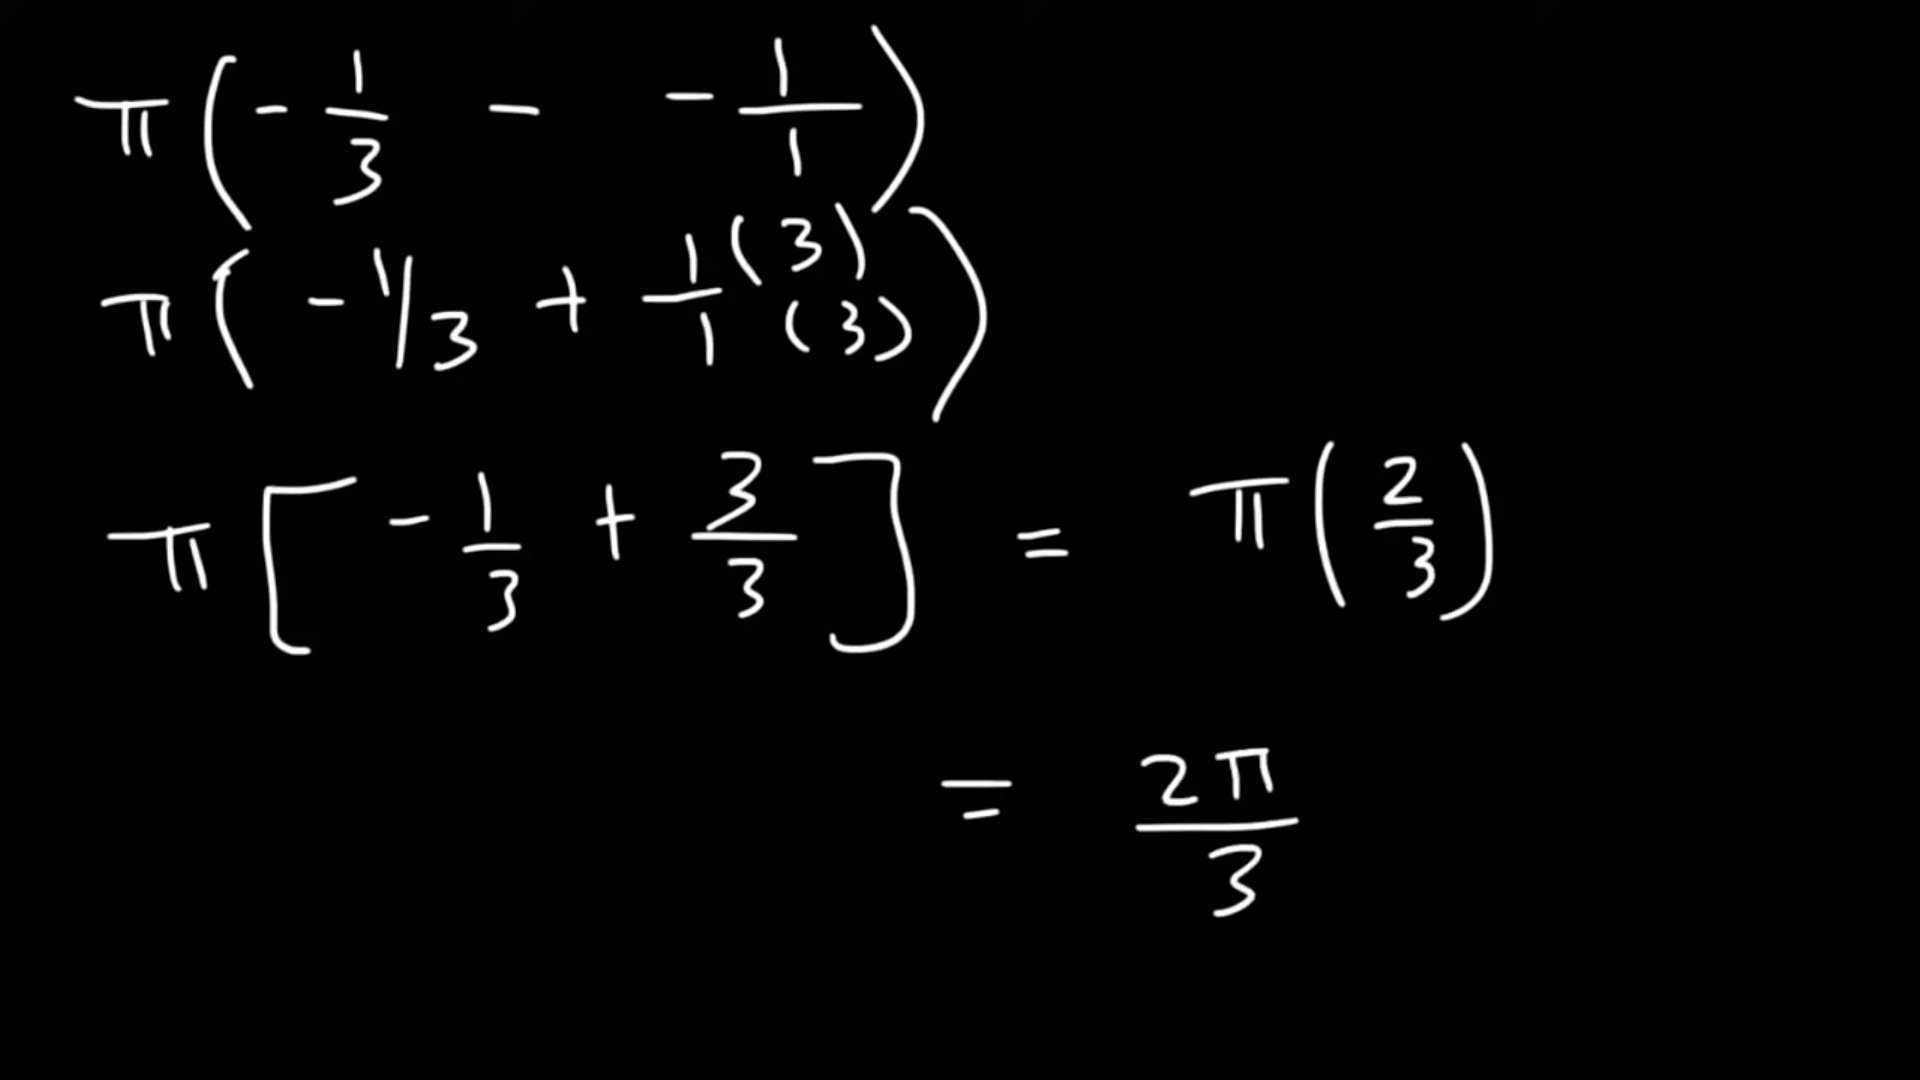 π(-1/3 - -1/1)
π(-1/3 + 1(3)/1(3))
π[-1/3 + 3/3] = π(2/3)
= 2π/3